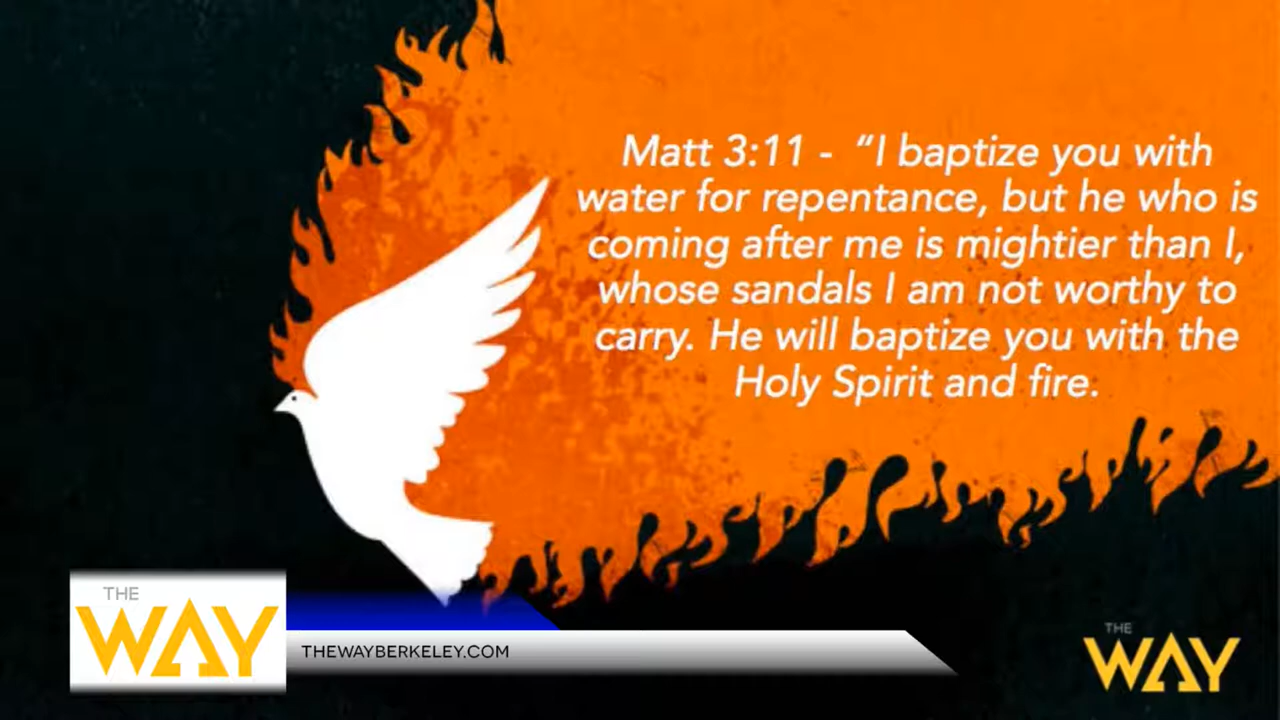 Matt 3:11 - “I baptize you with
water for repentance, but he who is
coming after me is mightier than I,
whose sandals I am not worthy to
carry. He will baptize you with the
Holy Spirit and fire.
THE
WAY
THEWAYBERKELEY.COM
THE
WAY